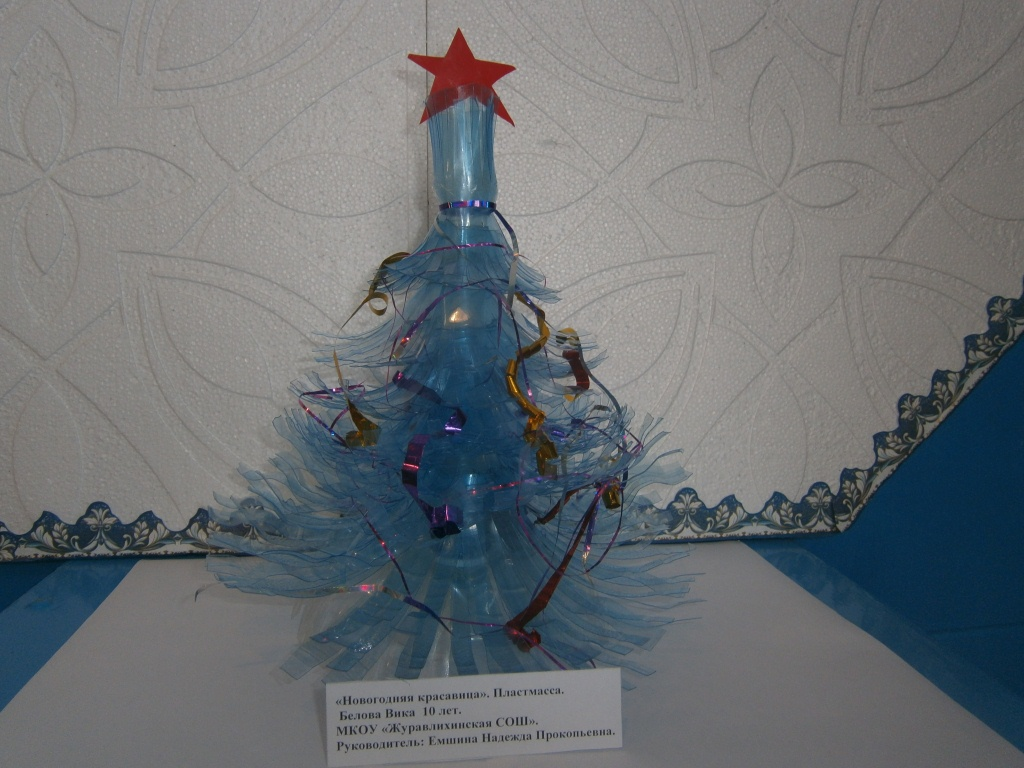 «Новогодняя красавица». Пластмасса.
Белова Вика 10 лет.
МКОУ «Журавлихинская СОШ».
Руководитель: Емшина Надежда Прокопьевна.